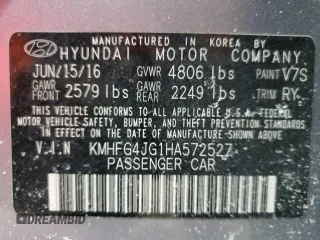 MANUFACTURED IN KOREA BY
HYUNDAI MOTOR COMPANY
JUN/15/16 GVWR 4806 lbs PAINT V7S
GAWR FRONT 2579 lbs GAWR REAR 2249 lbs TRIM RY
THIS VEHICLE CONFORMS TO ALL APPLICABLE U.S. FEDERAL MOTOR VEHICLE SAFETY, BUMPER, AND THEFT PREVENTION STANDARDS IN EFFECT ON THE DATE OF MANUFACTURE SHOWN ABOVE.
V.I.N KMHFG4JG1HA572527
PASSENGER CAR
DREAMBID